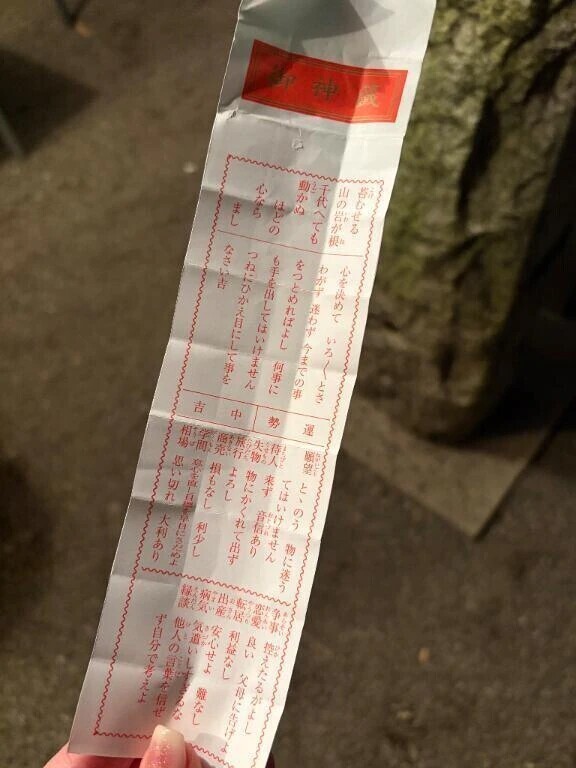 御神籤
苔むせる
山の岩が根
千代へても
動かぬ
ほどの
心なら
まし
心を決めて いろ〱とさ
わがず 迷わず 今までの事
をつとめればよし
も手を出してはいけません 何事に
つねにひかえ目にして事を
なさい吉
運勢
中吉
願望 とゝのう 物に迷う
てはいけません
待人 来ず 音信あり
失物 物にかくれて出ず
旅行 よろし
商売 損もなし 利少し
学問
相場 思い切れ 大利あり
争事 控えたるがよし
恋愛 良い 父母に告げよ
転居 利益なし
出産 安心せよ 難なし
病気 気遣いしすぎるな
縁談 他人の言葉を信ぜ
ず自分で考えよ